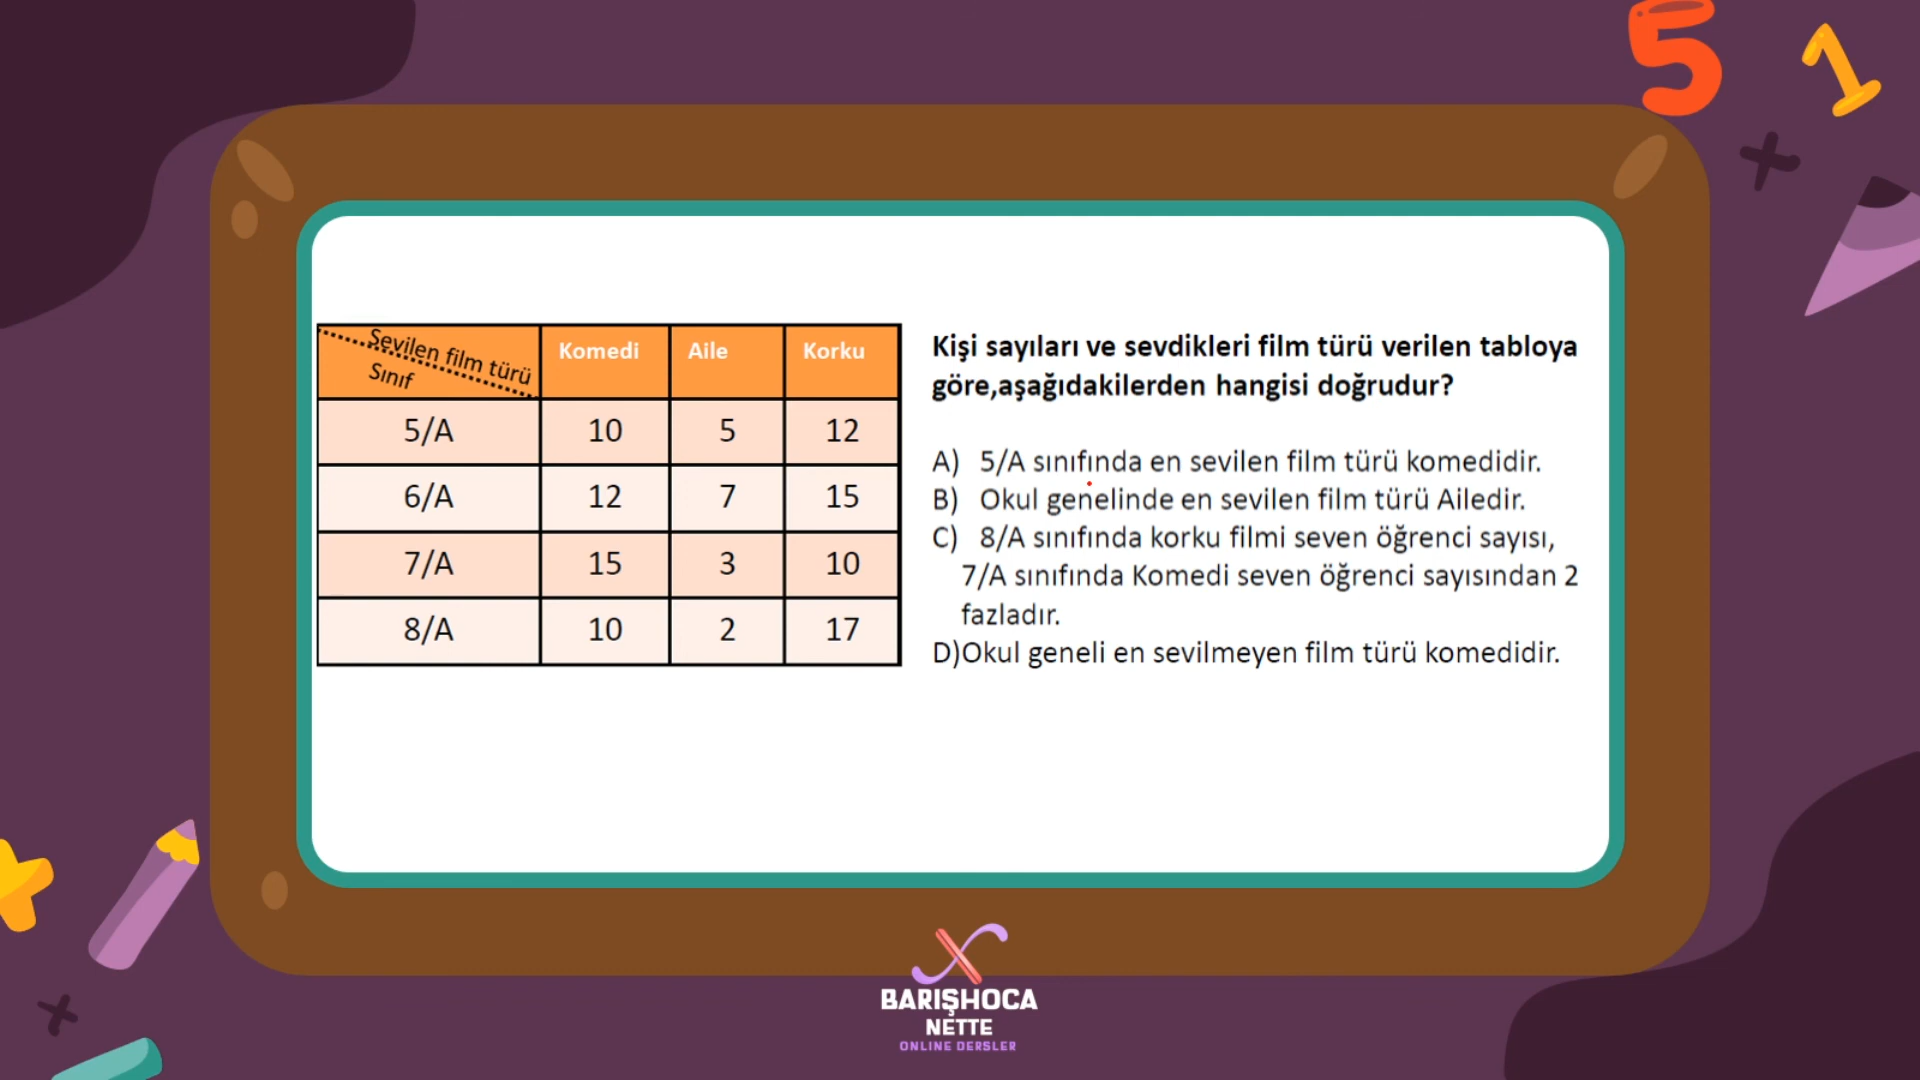 5 1
Sevilen film türü
Sınıf
Komedi Aile Korku
5/A 10 5 12
6/A 12 7 15
7/A 15 3 10
8/A 10 2 17
Kişi sayıları ve sevdikleri film türü verilen tabloya
göre,aşağıdakilerden hangisi doğrudur?
A) 5/A sınıfında en sevilen film türü komedidir.
B) Okul genelinde en sevilen film türü Ailedir.
C) 8/A sınıfında korku filmi seven öğrenci sayısı,
7/A sınıfında Komedi seven öğrenci sayısından 2
fazladır.
D)Okul geneli en sevilmeyen film türü komedidir.
BARIŞHOCA
NETTE
ONLINE DERSLER